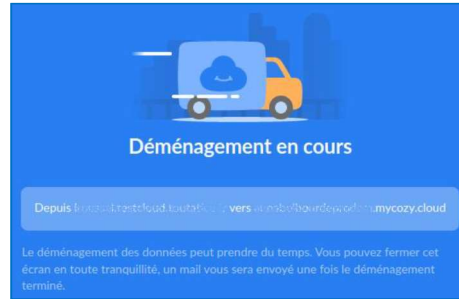 Déménagement en cours
Depuis vers mycozy.cloud
Le déménagement des données peut prendre du temps. Vous pouvez fermer cet
écran en toute tranquillité, un mail vous sera envoyé une fois le déménagement
terminé.